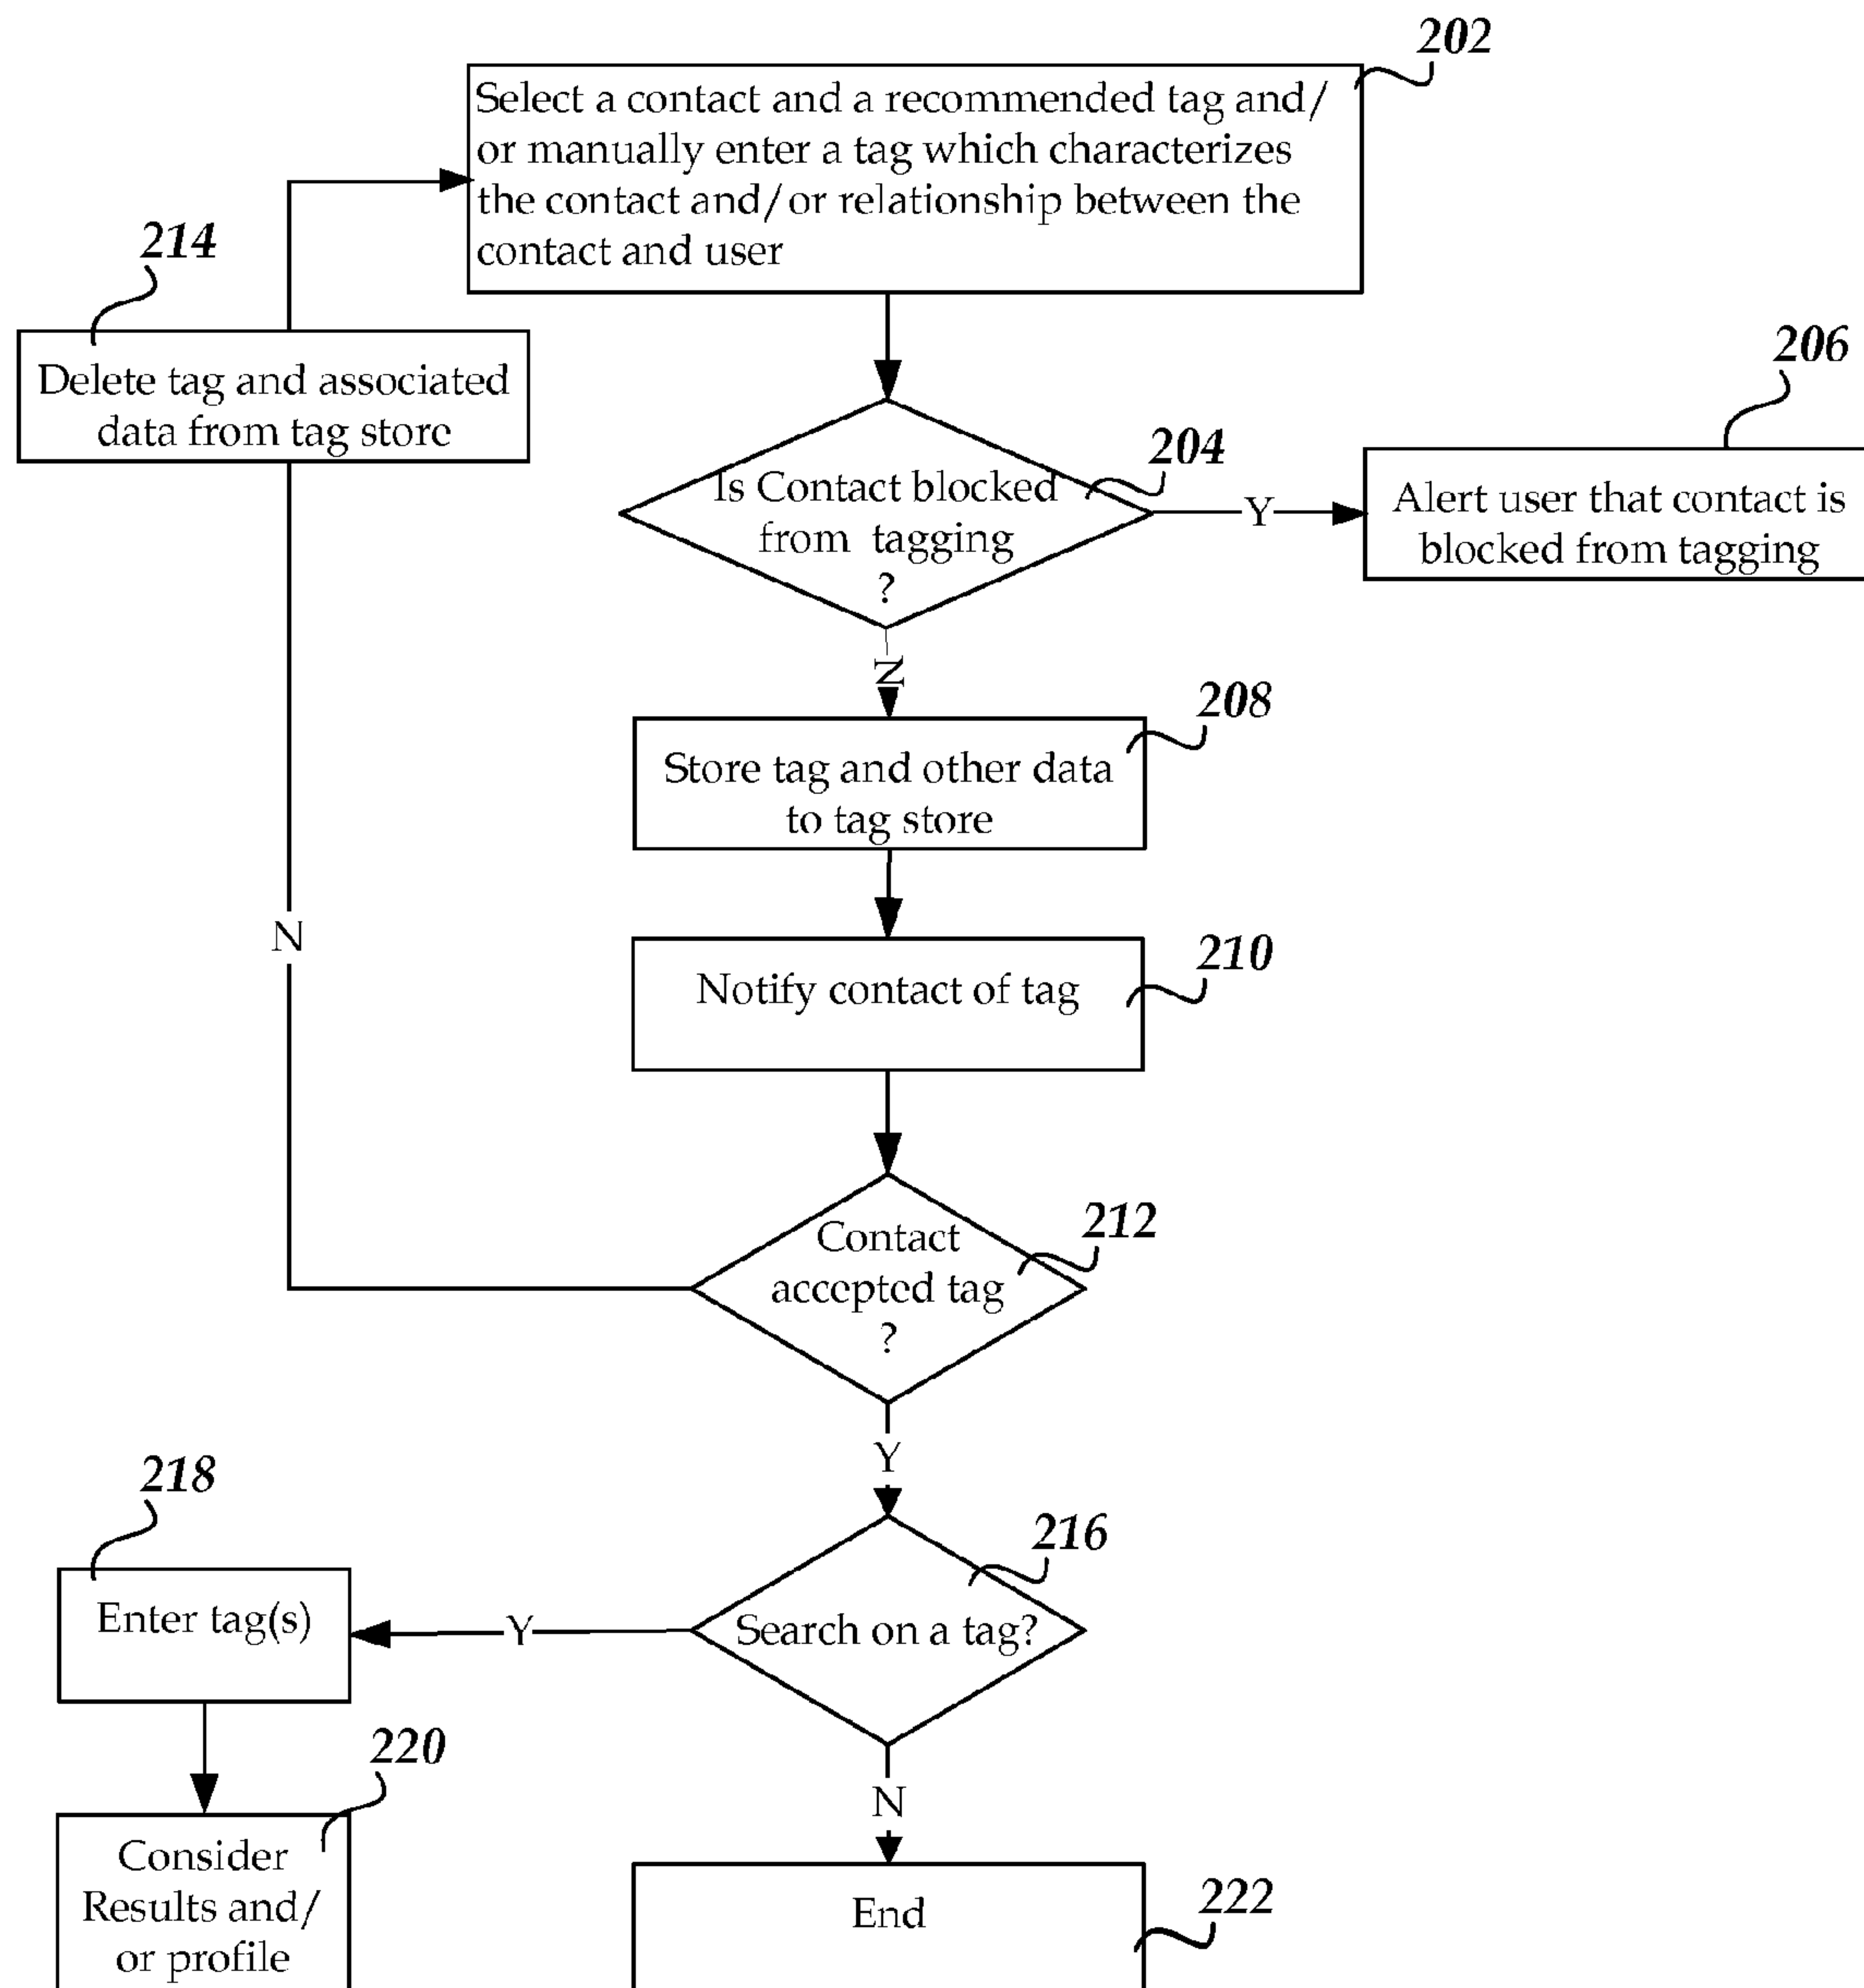 202
Select a contact and a recommended tag and/
or manually enter a tag which characterizes
the contact and/or relationship between the
contact and user
214
Delete tag and associated
data from tag store
206
Alert user that contact is
blocked from tagging
204
Is Contact blocked
from tagging
?
Y
N
208
Store tag and other data
to tag store
210
Notify contact of tag
N
212
Contact
accepted tag
?
Y
218
Enter tag(s)
216
Search on a tag?
Y
220
Consider
Results and/
or profile
N
222
End